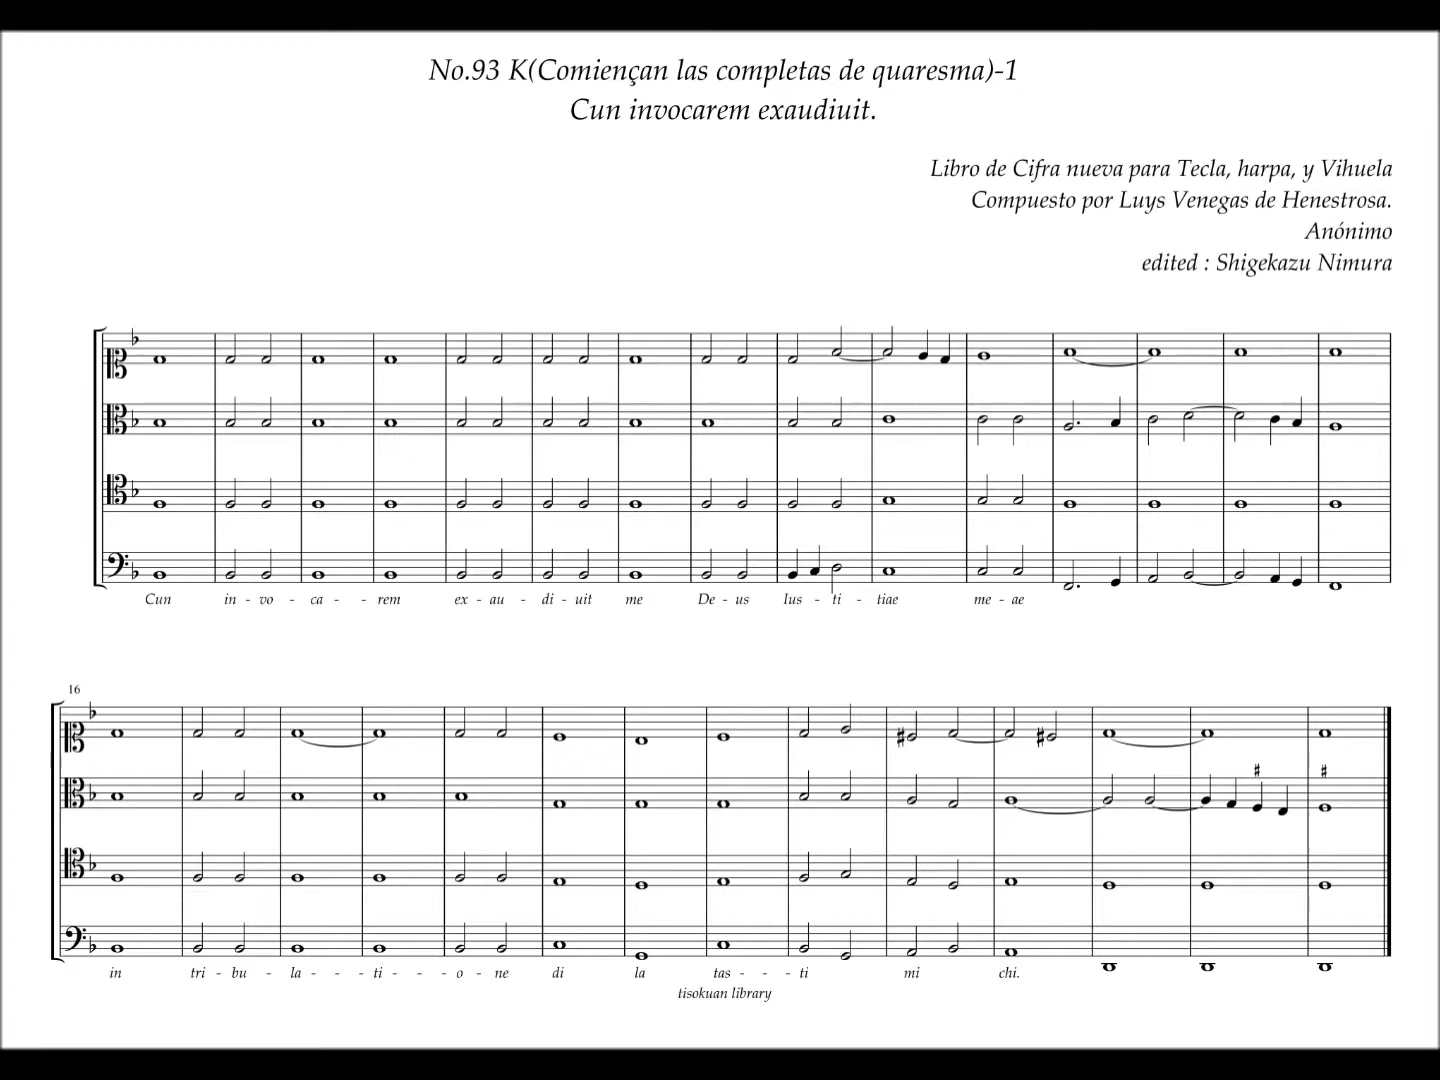 No.93 K(Comiençan las completas de quaresma)-1
Cun invocarem exaudiuit.
Libro de Cifra nueva para Tecla, harpa, y Vihuela
Compuesto por Luys Venegas de Henestrosa.
Anónimo
edited : Shigekazu Nimura
Cun in - vo - ca - - rem ex - au - di - uit me De - us Ius - ti - tiae me - ae
16
in tri - bu - la - - - ti - - - o - ne di la tas - - - ti mi chi.
tisokuan library